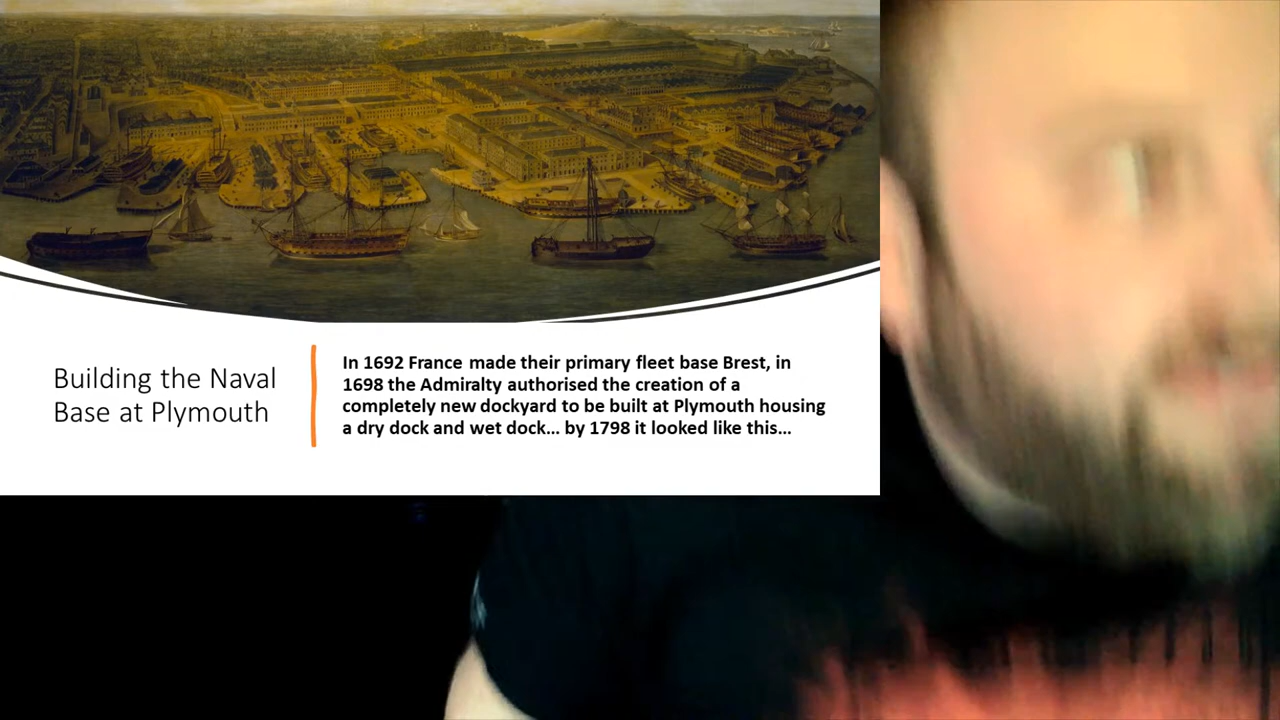 Building the Naval
Base at Plymouth
In 1692 France made their primary fleet base Brest, in
1698 the Admiralty authorised the creation of a
completely new dockyard to be built at Plymouth housing
a dry dock and wet dock... by 1798 it looked like this...